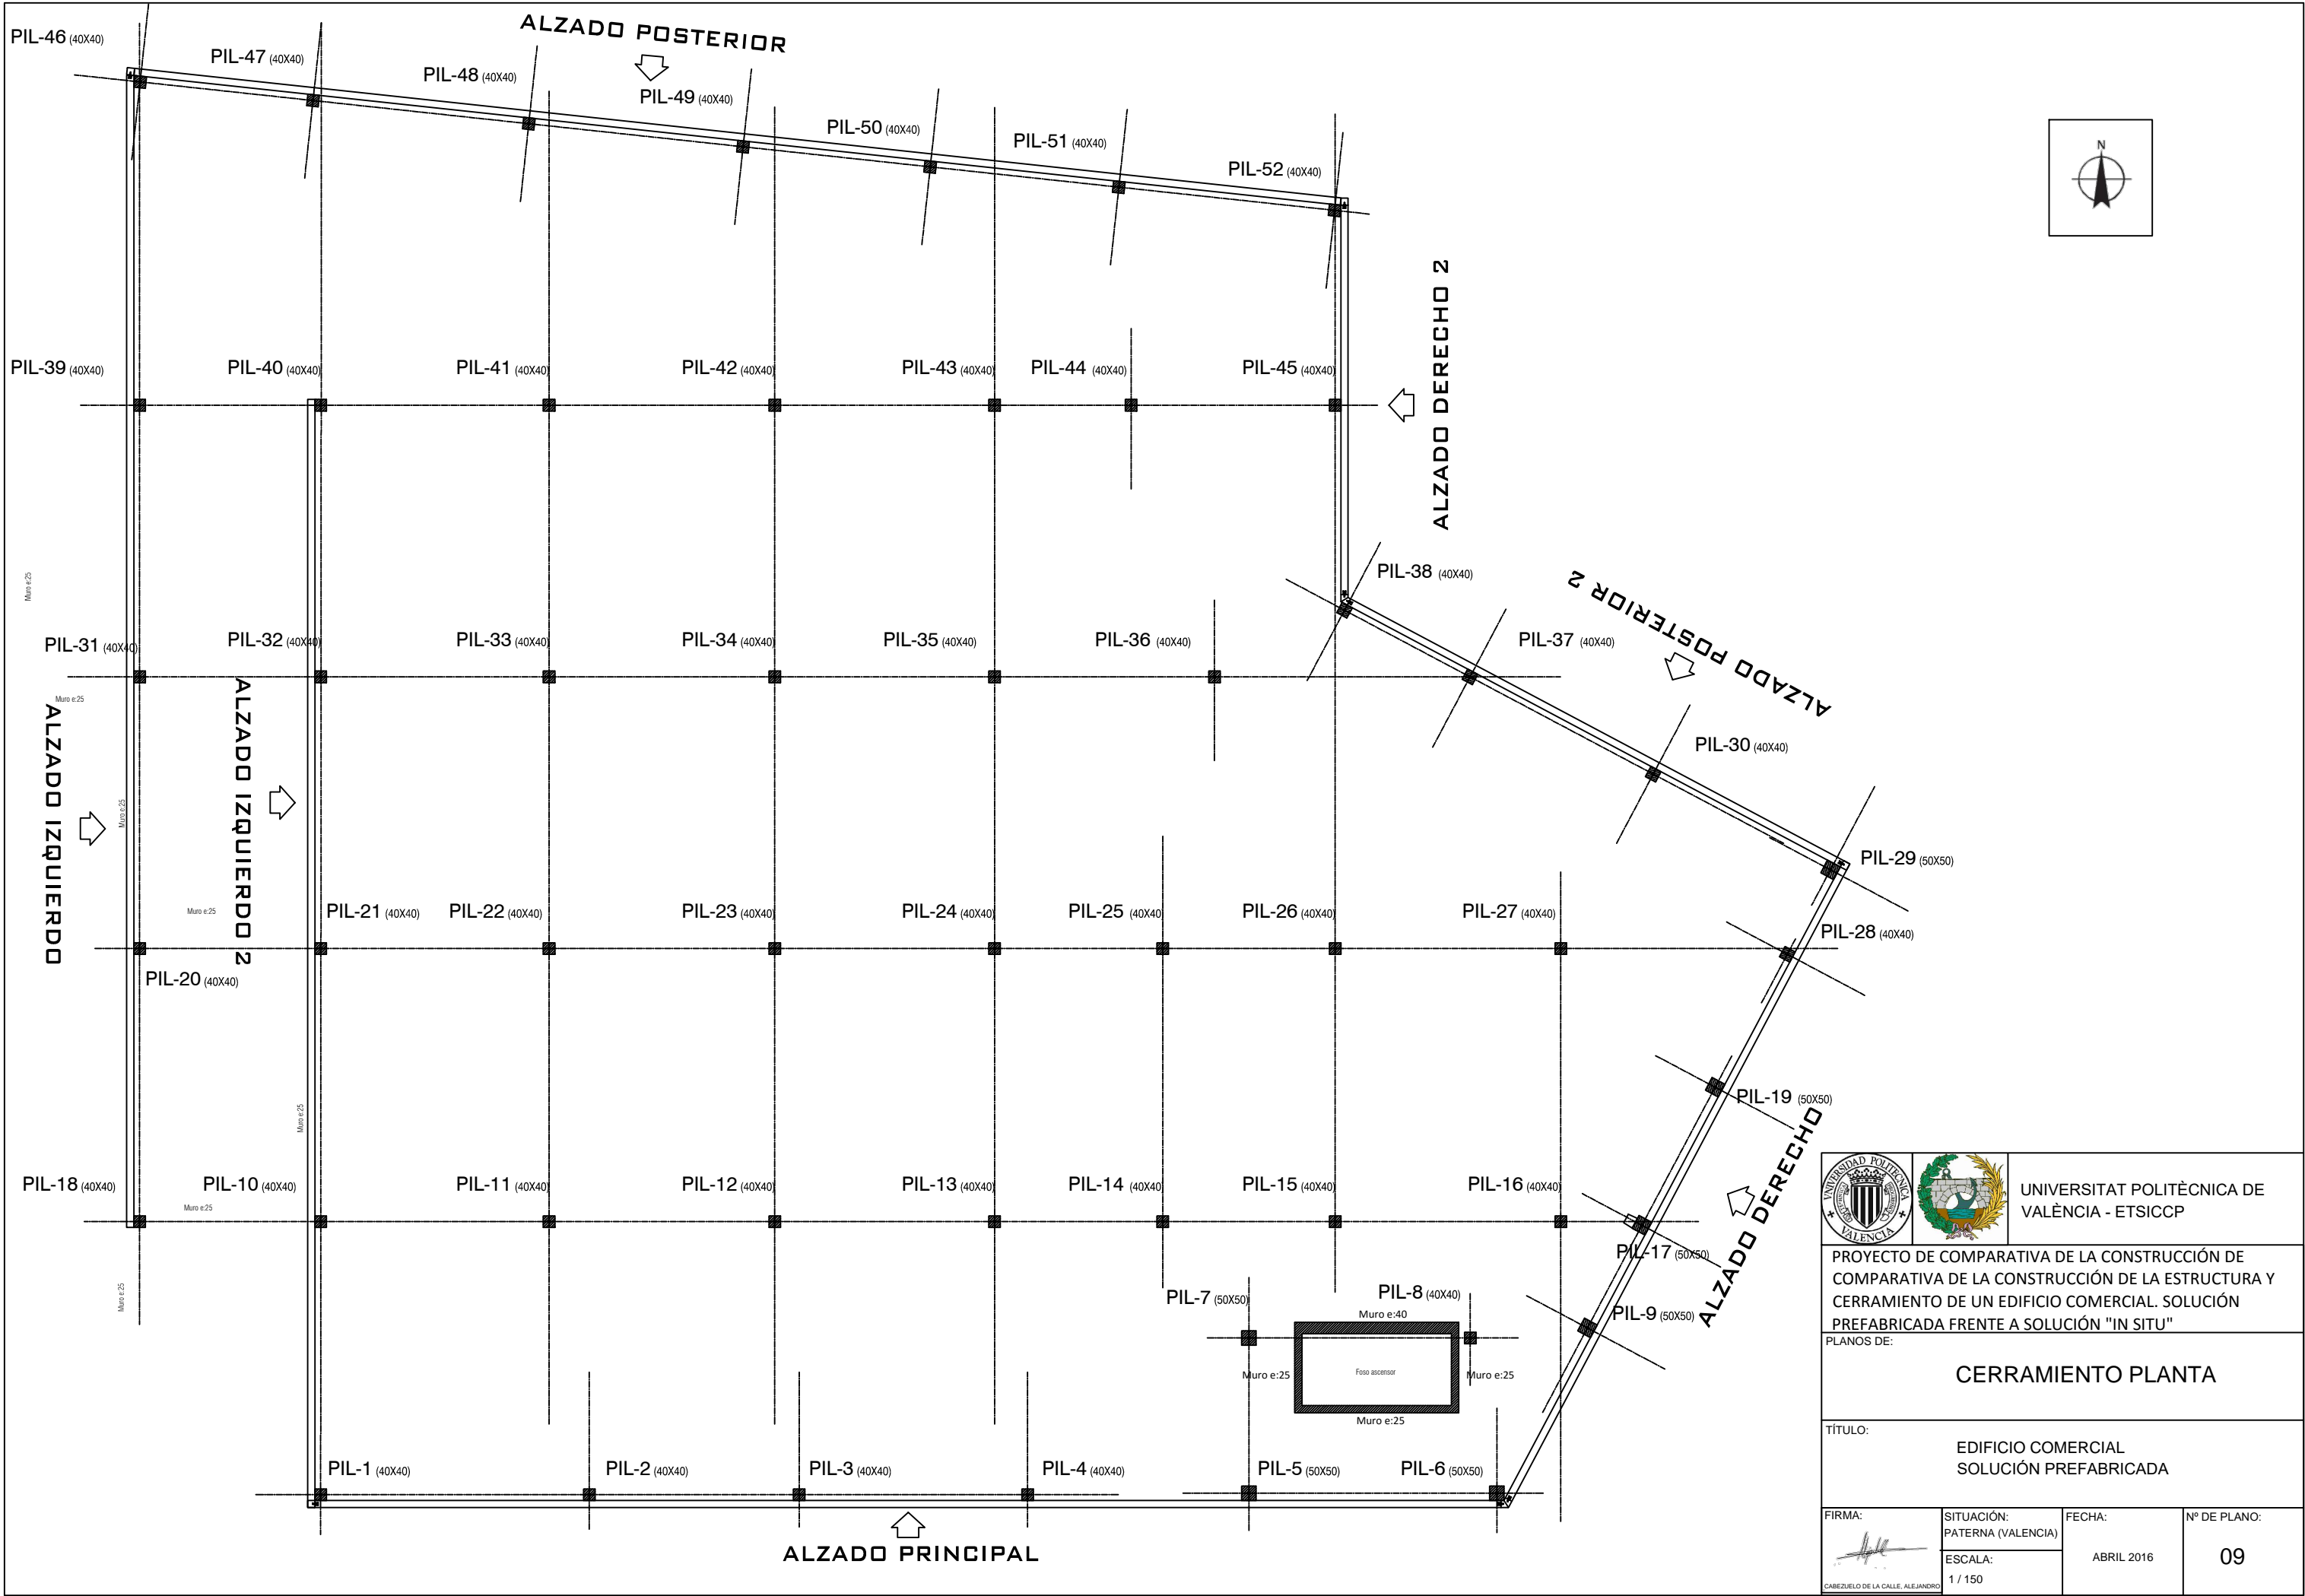 ALZADO POSTERIOR
PIL-46 (40X40)
PIL-47 (40X40)
PIL-48 (40X40)
PIL-49 (40X40)
PIL-50 (40X40)
PIL-51 (40X40)
PIL-52 (40X40)
N
ALZADO DERECHO 2
PIL-39 (40X40)
PIL-40 (40X40)
PIL-41 (40X40)
PIL-42 (40X40)
PIL-43 (40X40)
PIL-44 (40X40)
PIL-45 (40X40)
PIL-38 (40X40)
ALZADO POSTERIOR 2
Muro e:25
PIL-31 (40X40)
PIL-32 (40X40)
PIL-33 (40X40)
PIL-34 (40X40)
PIL-35 (40X40)
PIL-36 (40X40)
PIL-37 (40X40)
Muro e:25
ALZADO IZQUIERDO
ALZADO IZQUIERDO 2
PIL-30 (40X40)
Muro e:25
PIL-29 (50X50)
Muro e:25
PIL-21 (40X40)
PIL-22 (40X40)
PIL-23 (40X40)
PIL-24 (40X40)
PIL-25 (40X40)
PIL-26 (40X40)
PIL-27 (40X40)
PIL-28 (40X40)
PIL-20 (40X40)
Muro e:25
PIL-19 (50X50)
ALZADO DERECHO
PIL-18 (40X40)
PIL-10 (40X40)
PIL-11 (40X40)
PIL-12 (40X40)
PIL-13 (40X40)
PIL-14 (40X40)
PIL-15 (40X40)
PIL-16 (40X40)
Muro e:25
PIL-17 (50X50)
Muro e:25
PIL-7 (50X50)
PIL-8 (40X40)
PIL-9 (50X50)
Muro e:40
Muro e:25
Foso ascensor
Muro e:25
Muro e:25
PIL-1 (40X40)
PIL-2 (40X40)
PIL-3 (40X40)
PIL-4 (40X40)
PIL-5 (50X50)
PIL-6 (50X50)
ALZADO PRINCIPAL
VNIVERSIDAD POLITECNICA
VALENCIA
UNIVERSITAT POLITÈCNICA DE
VALÈNCIA - ETSICCP
PROYECTO DE COMPARATIVA DE LA CONSTRUCCIÓN DE
COMPARATIVA DE LA CONSTRUCCIÓN DE LA ESTRUCTURA Y
CERRAMIENTO DE UN EDIFICIO COMERCIAL. SOLUCIÓN
PREFABRICADA FRENTE A SOLUCIÓN "IN SITU"
PLANOS DE:
CERRAMIENTO PLANTA
TÍTULO:
EDIFICIO COMERCIAL
SOLUCIÓN PREFABRICADA
FIRMA:
CABEZUELO DE LA CALLE, ALEJANDRO
SITUACIÓN:
PATERNA (VALENCIA)
ESCALA:
1 / 150
FECHA:
ABRIL 2016
Nº DE PLANO:
09